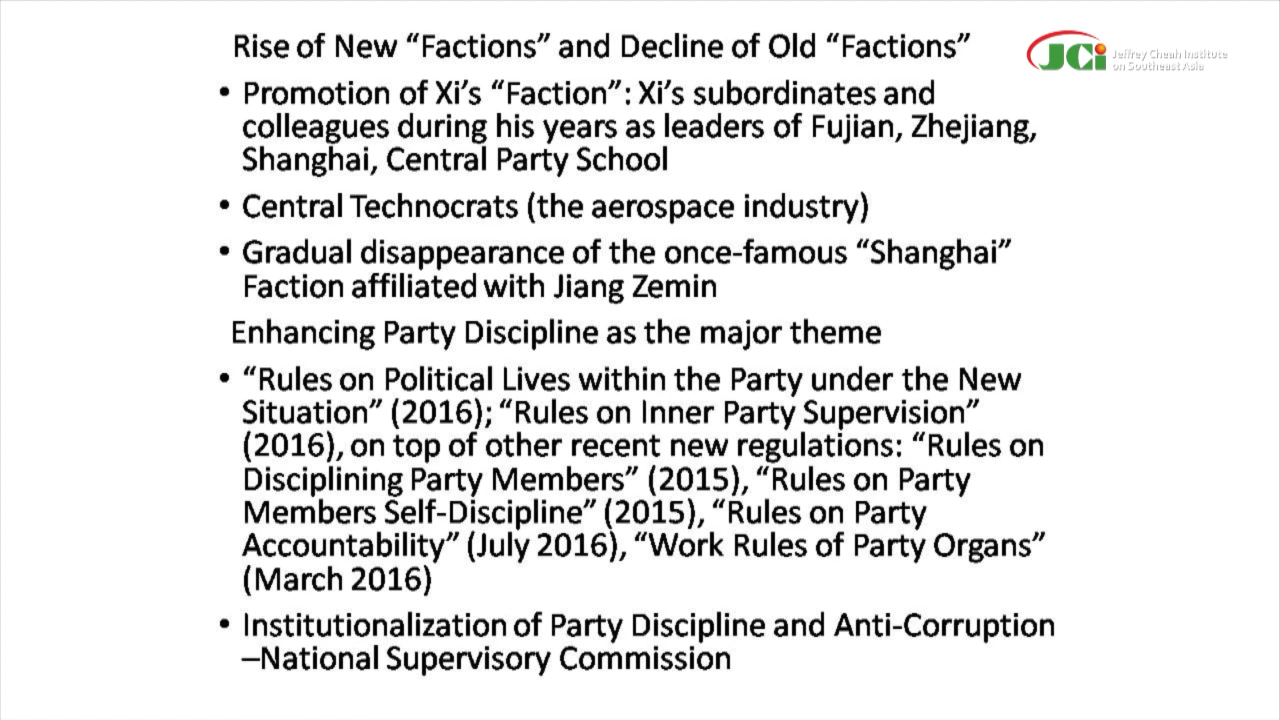 Rise of New “Factions” and Decline of Old “Factions”
JCi Jeffrey Cheah Institute
on Southeast Asia
• Promotion of Xi’s “Faction”: Xi’s subordinates and
colleagues during his years as leaders of Fujian, Zhejiang,
Shanghai, Central Party School
• Central Technocrats (the aerospace industry)
• Gradual disappearance of the once-famous “Shanghai”
Faction affiliated with Jiang Zemin
Enhancing Party Discipline as the major theme
• “Rules on Political Lives within the Party under the New
Situation” (2016); “Rules on Inner Party Supervision”
(2016), on top of other recent new regulations: “Rules on
Disciplining Party Members” (2015), “Rules on Party
Members Self-Discipline” (2015), “Rules on Party
Accountability” (July 2016), “Work Rules of Party Organs”
(March 2016)
• Institutionalization of Party Discipline and Anti-Corruption
–National Supervisory Commission